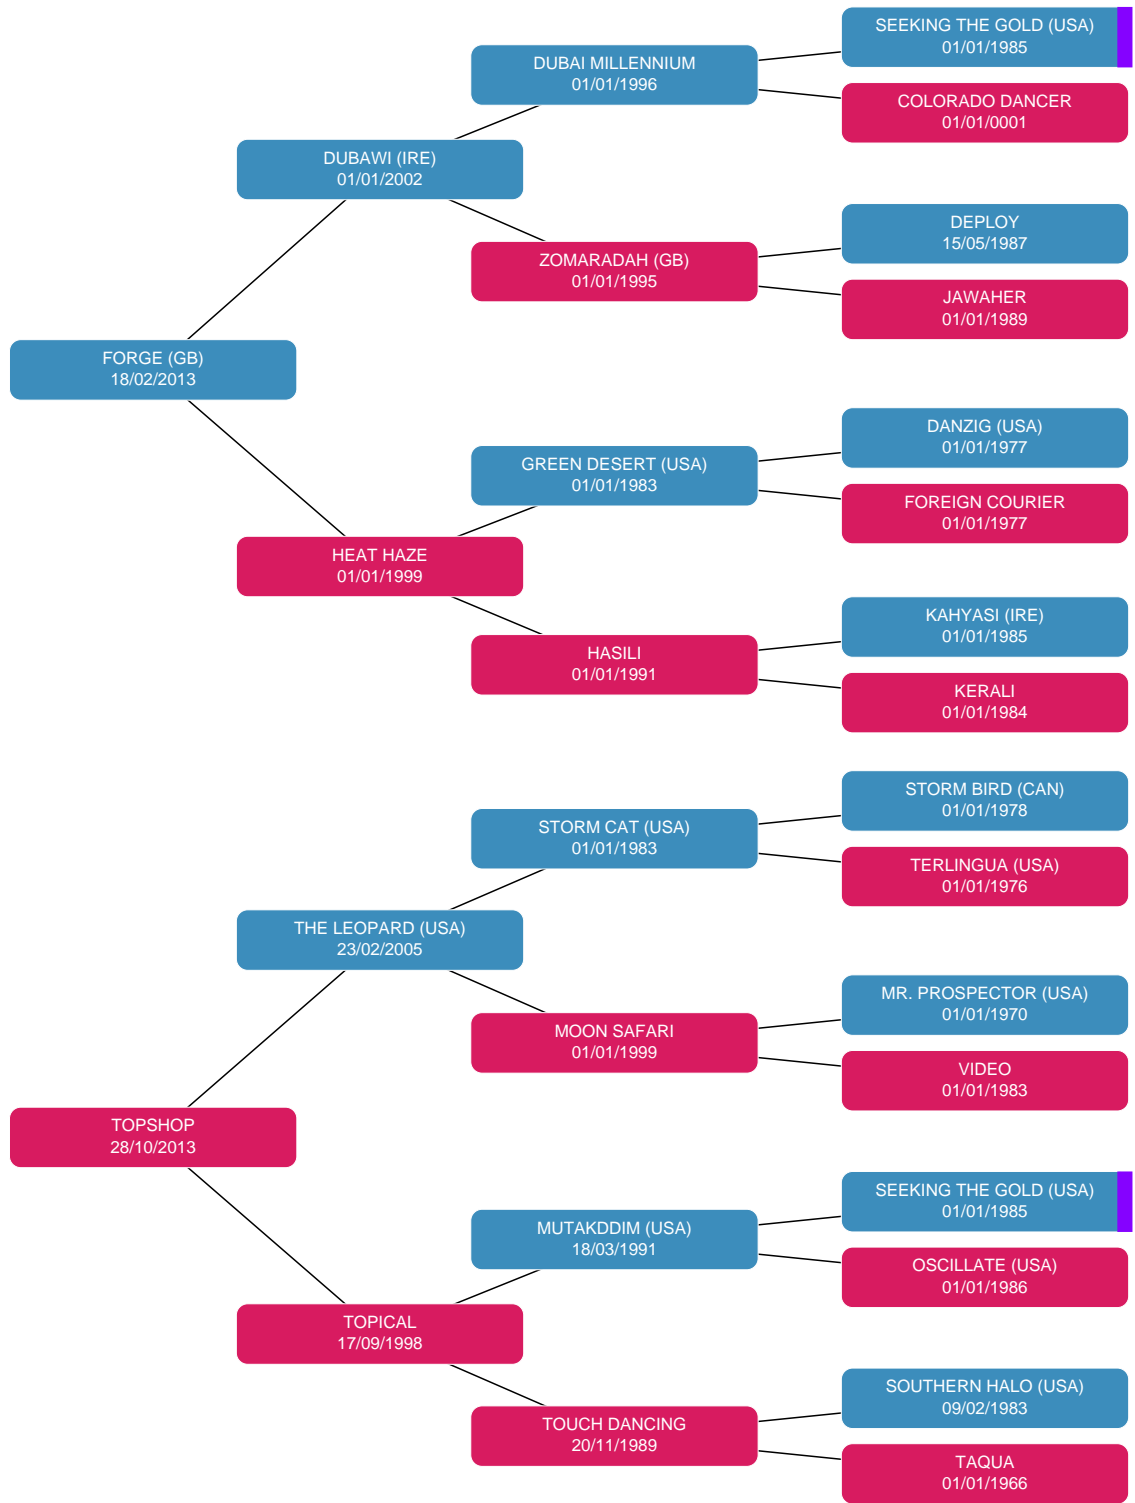 SEEKING THE GOLD (USA)
01/01/1985
DUBAI MILLENNIUM
01/01/1996
COLORADO DANCER
01/01/0001
DUBAWI (IRE)
01/01/2002
DEPLOY
15/05/1987
ZOMARADAH (GB)
01/01/1995
JAWAHER
01/01/1989
FORGE (GB)
18/02/2013
DANZIG (USA)
01/01/1977
GREEN DESERT (USA)
01/01/1983
FOREIGN COURIER
01/01/1977
HEAT HAZE
01/01/1999
KAHYASI (IRE)
01/01/1985
HASILI
01/01/1991
KERALI
01/01/1984
STORM BIRD (CAN)
01/01/1978
STORM CAT (USA)
01/01/1983
TERLINGUA (USA)
01/01/1976
THE LEOPARD (USA)
23/02/2005
MR. PROSPECTOR (USA)
01/01/1970
MOON SAFARI
01/01/1999
VIDEO
01/01/1983
TOPSHOP
28/10/2013
SEEKING THE GOLD (USA)
01/01/1985
MUTAKDDIM (USA)
18/03/1991
OSCILLATE (USA)
01/01/1986
TOPICAL
17/09/1998
SOUTHERN HALO (USA)
09/02/1983
TOUCH DANCING
20/11/1989
TAQUA
01/01/1966